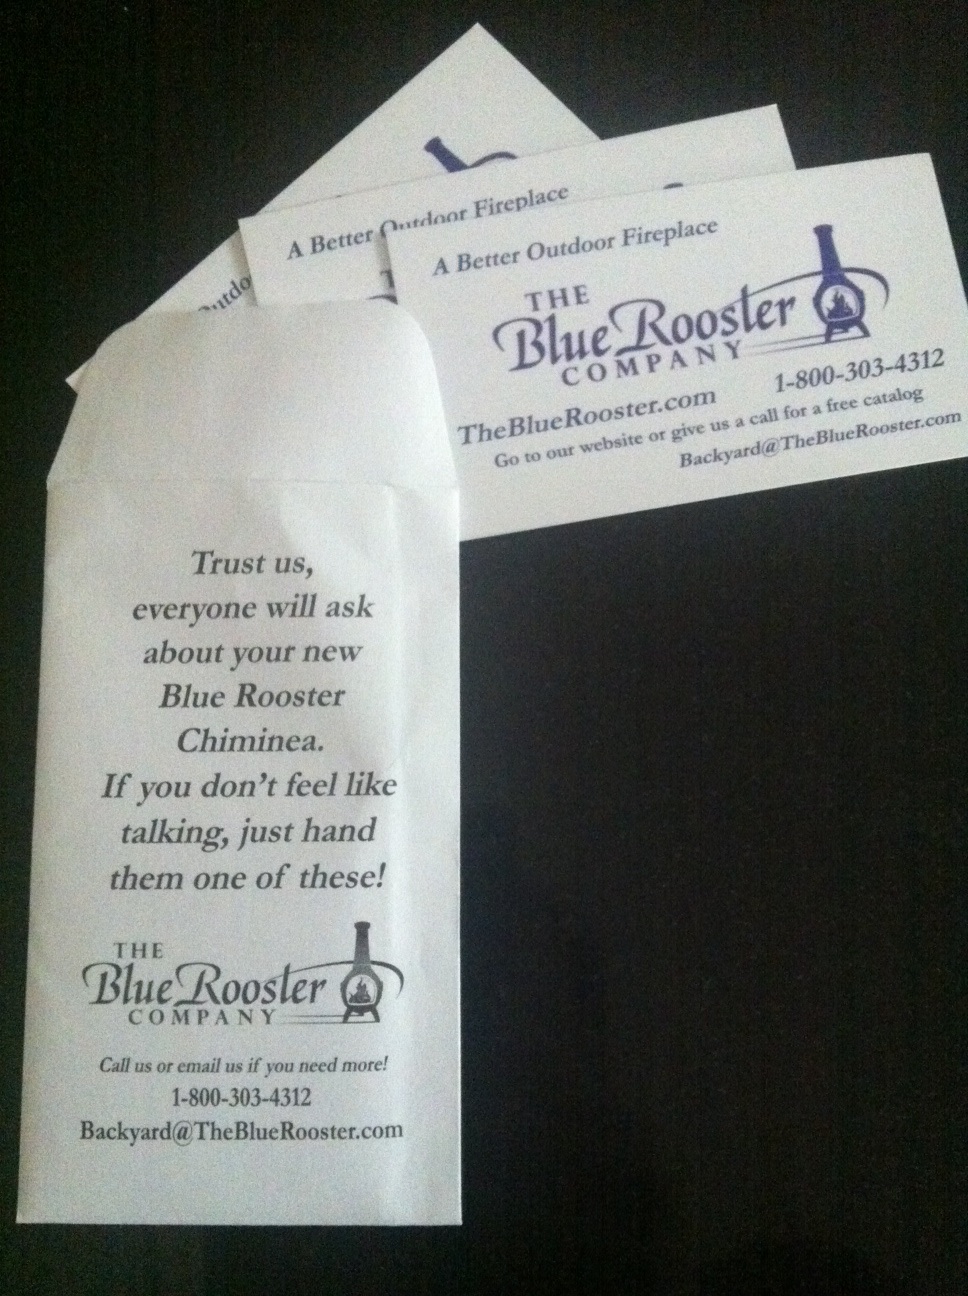 utdo
A Better Outdoor Fireplace
A Better Outdoor Fireplace
THE
Blue Rooster
COMPANY
TheBlueRooster.com
1-800-303-4312
Go to our website or give us a call for a free catalog
Backyard@TheBlueRooster.com
Trust us,
everyone will ask
about your new
Blue Rooster
Chiminea.
If you don't feel like
talking, just hand
them one of these!
THE
Blue Rooster
COMPANY
Call us or email us if you need more!
1-800-303-4312
Backyard@TheBlueRooster.com